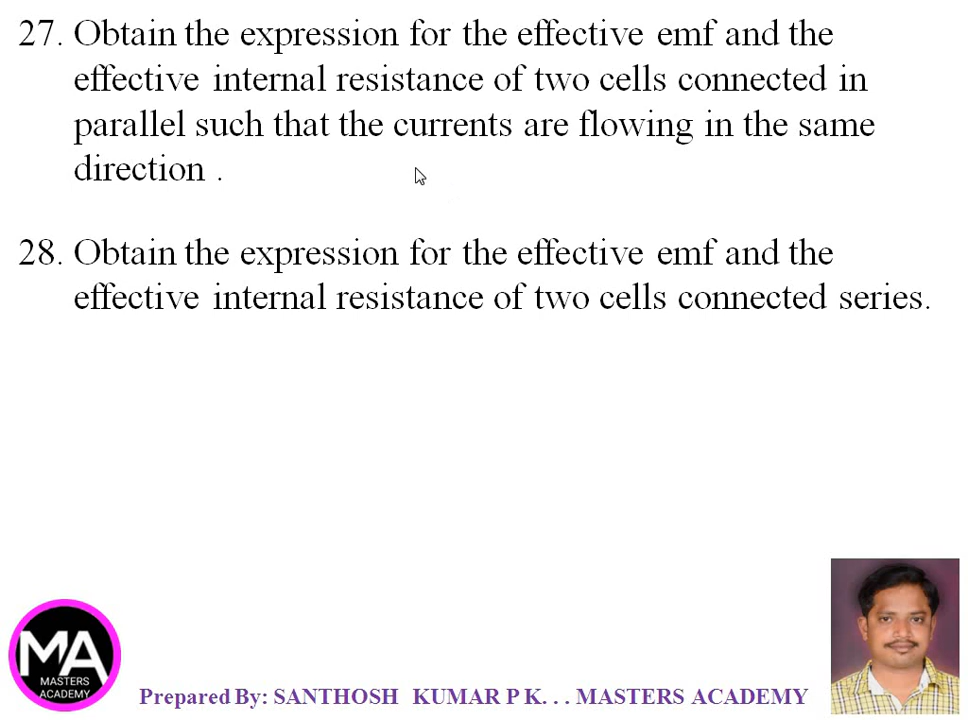 27. Obtain the expression for the effective emf and the
effective internal resistance of two cells connected in
parallel such that the currents are flowing in the same
direction .
28. Obtain the expression for the effective emf and the
effective internal resistance of two cells connected series.
MA
MASTERS
ACADEMY
Prepared By: SANTHOSH KUMAR P K. . . MASTERS ACADEMY